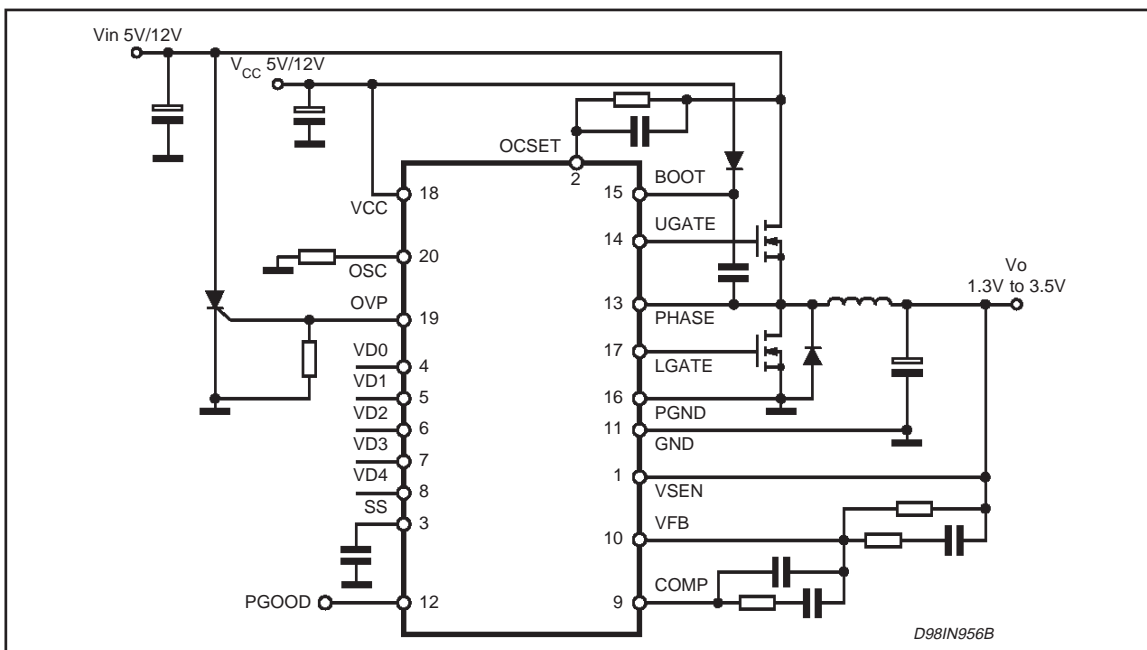 Vin 5V/12V
VCC 5V/12V
OCSET
2
BOOT
15
18
VCC
UGATE
14
20
OSC
Vo
1.3V to 3.5V
OVP
13
PHASE
19
VD0
17
LGATE
4
VD1
16
PGND
5
VD2
11
GND
6
VD3
7
VD4
1
VSEN
8
SS
3
VFB
10
COMP
PGOOD
12
9
D98IN956B